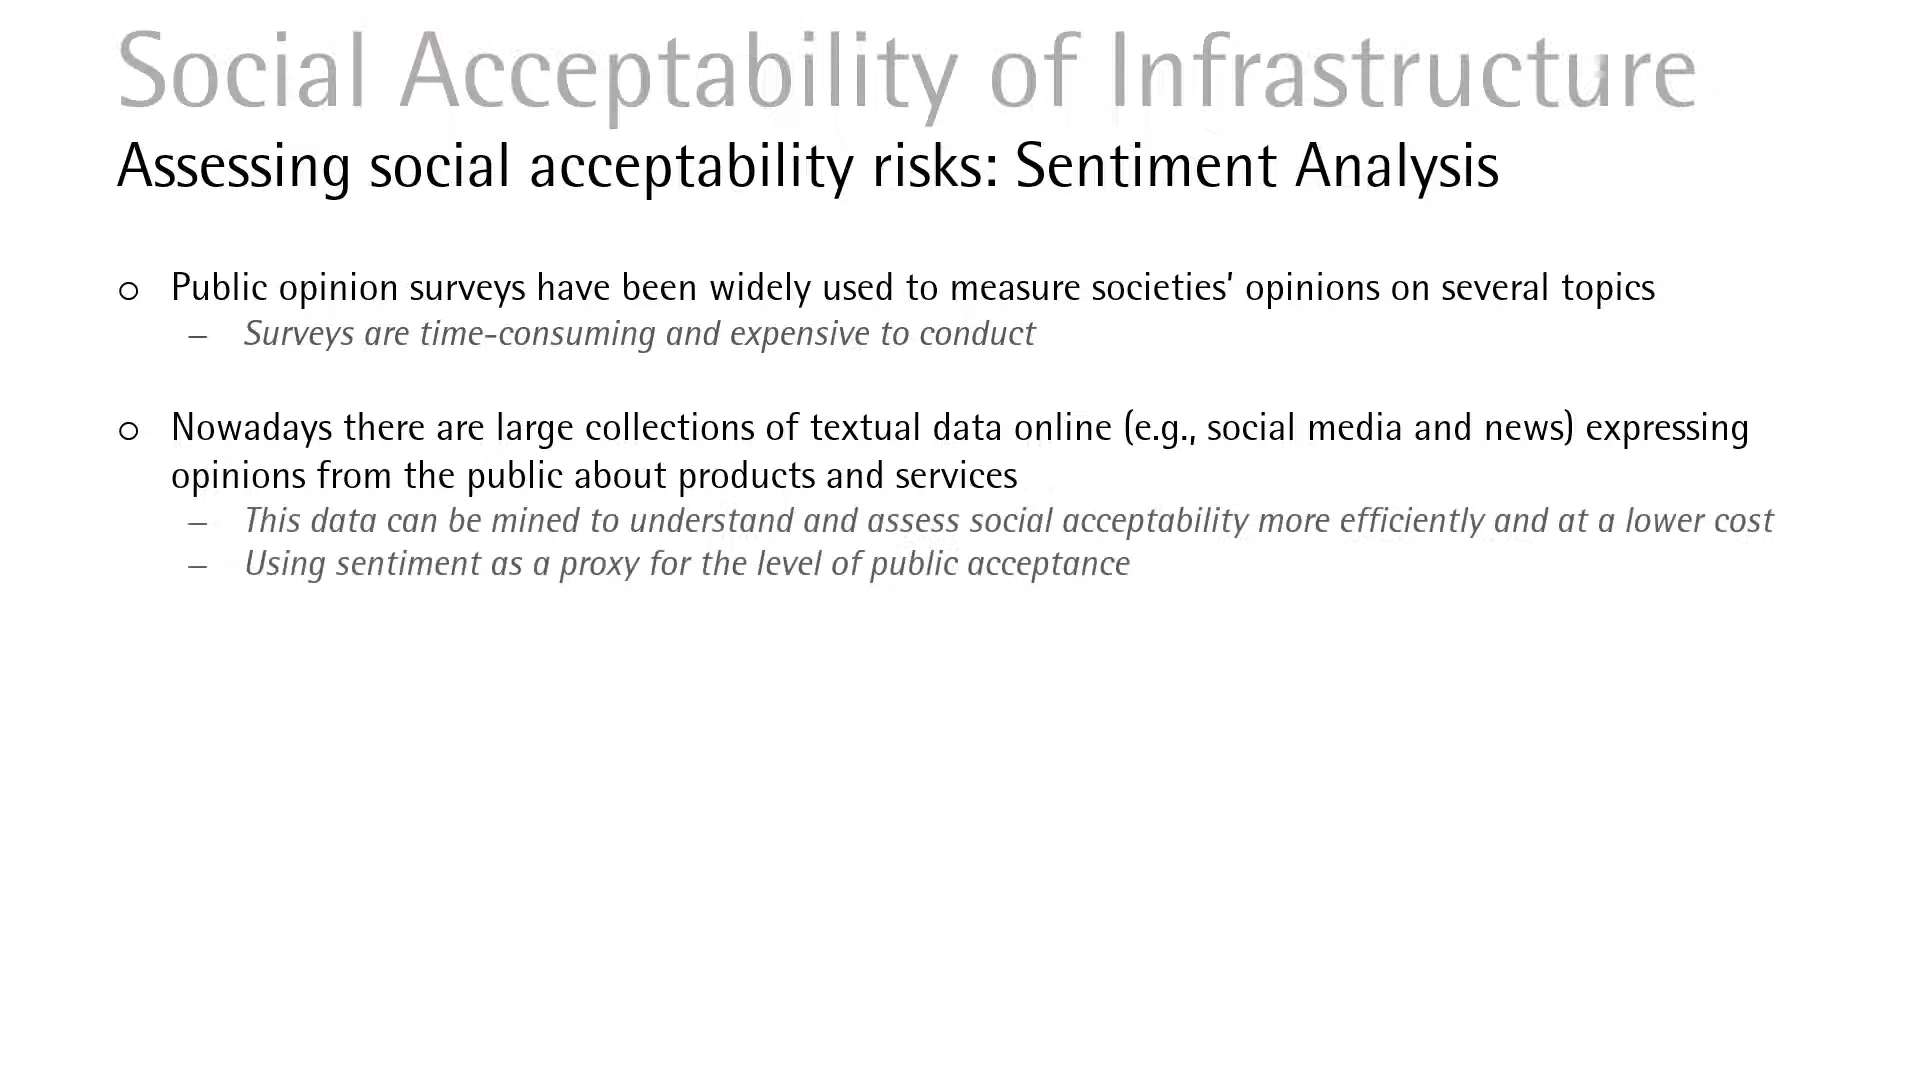 Social Acceptability of Infrastructure
Assessing social acceptability risks: Sentiment Analysis
o Public opinion surveys have been widely used to measure societies’ opinions on several topics
– Surveys are time-consuming and expensive to conduct
o Nowadays there are large collections of textual data online (e.g., social media and news) expressing
opinions from the public about products and services
– This data can be mined to understand and assess social acceptability more efficiently and at a lower cost
– Using sentiment as a proxy for the level of public acceptance